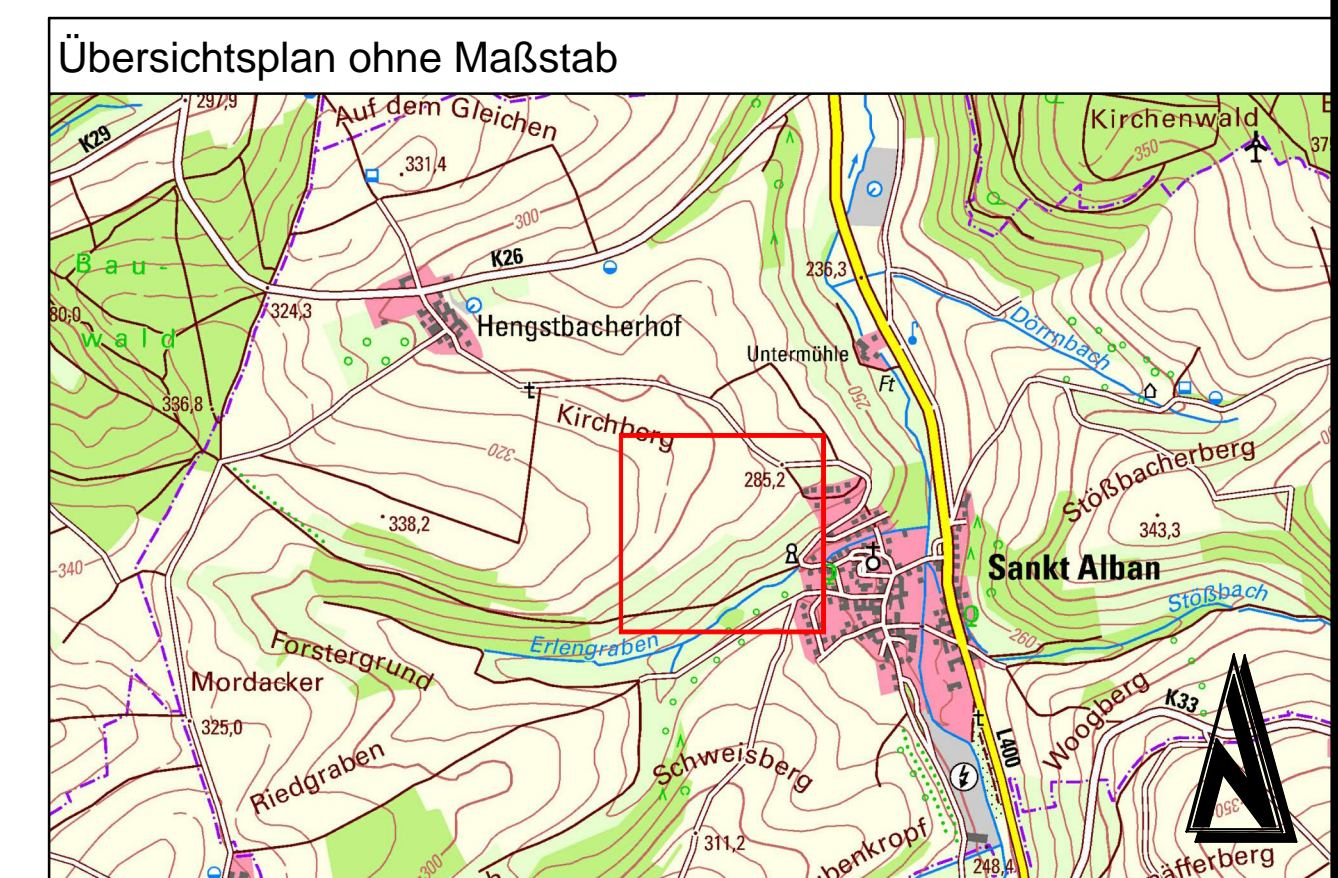 Übersichtsplan ohne Maßstab
297,9
Auf dem Gleichen
K29
331,4
Kirchenwald
350
37
300
K26
236,3
Bau-
wald
80,0
324,3
Hengstbacherhof
Dörrnbach
Untermühle
Ft
250
336,8
Kirchberg
320
285,2
Stößbacherberg
338,2
343,3
340
Sankt Alban
Stößbach
Erlengraben
260
Forstergrund
Mordacker
Woogberg
K33
325,0
L400
Riedgraben
Schweisberg
350
311,2
benkropf
300
248,4
äfferberg
N